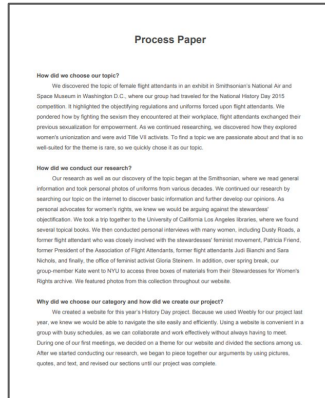 Process Paper
How did we choose our topic?
We discovered the topic of female flight attendants in an exhibit in Smithsonian's National Air and
Space Museum in Washington D.C., where our group had traveled for the National History Day 2015
competition. It highlighted the objectifying regulations and uniforms forced upon flight attendants. We
pondered how by fighting the sexism they encountered at their workplace, flight attendants exchanged their
previous sexualization for empowerment. As we continued researching, we discovered how they explored
women's unionization and were evid Title VII activists. To find a topic we are passionate about and that is so
well-suited for the theme is rare, so we quickly chose it as our topic.
How did we conduct our research?
Our research as well as our discovery of the topic began at the Smithsonian, where we read general
information and took personal photos of uniforms from various decades. We continued our research by
searching our topic on the internet to discover basic information and further develop our opinions. As
personal advocates for women's rights, we knew we would be arguing against the stewardess'
objectification. We took a trip together to the University of California Los Angeles libraries, where we found
several topical books. We then conducted personal interviews with many women, including Dusty Roads, a
former flight attendant who was closely involved with the stewardesses' feminist movement, Patricia Friend,
former President of the Association of Flight Attendants, former flight attendants Judi Bianchi and Sara
Nichols, and finally, the office of feminist activist Gloria Steinem. In addition, over spring break, our
group-member Kate went to NYU to access three boxes of materials from their Stewardesses for Women's
Rights archive. We featured photos from this collection throughout our website.
Why did we choose our category and how did we create our project?
We created a website for this year's History Day project. Because we used Weebly for our project last
year, we knew we would be able to navigate the site easily and efficiently. Using a website is convenient in a
group with busy schedules, as we can collaborate and work effectively without always having to meet.
During one of our first meetings, we decided on a theme for our website and divided the sections among us.
After we started conducting our research, we began to piece together our arguments by using pictures,
quotes, and text, and revised our sections until our project was complete.